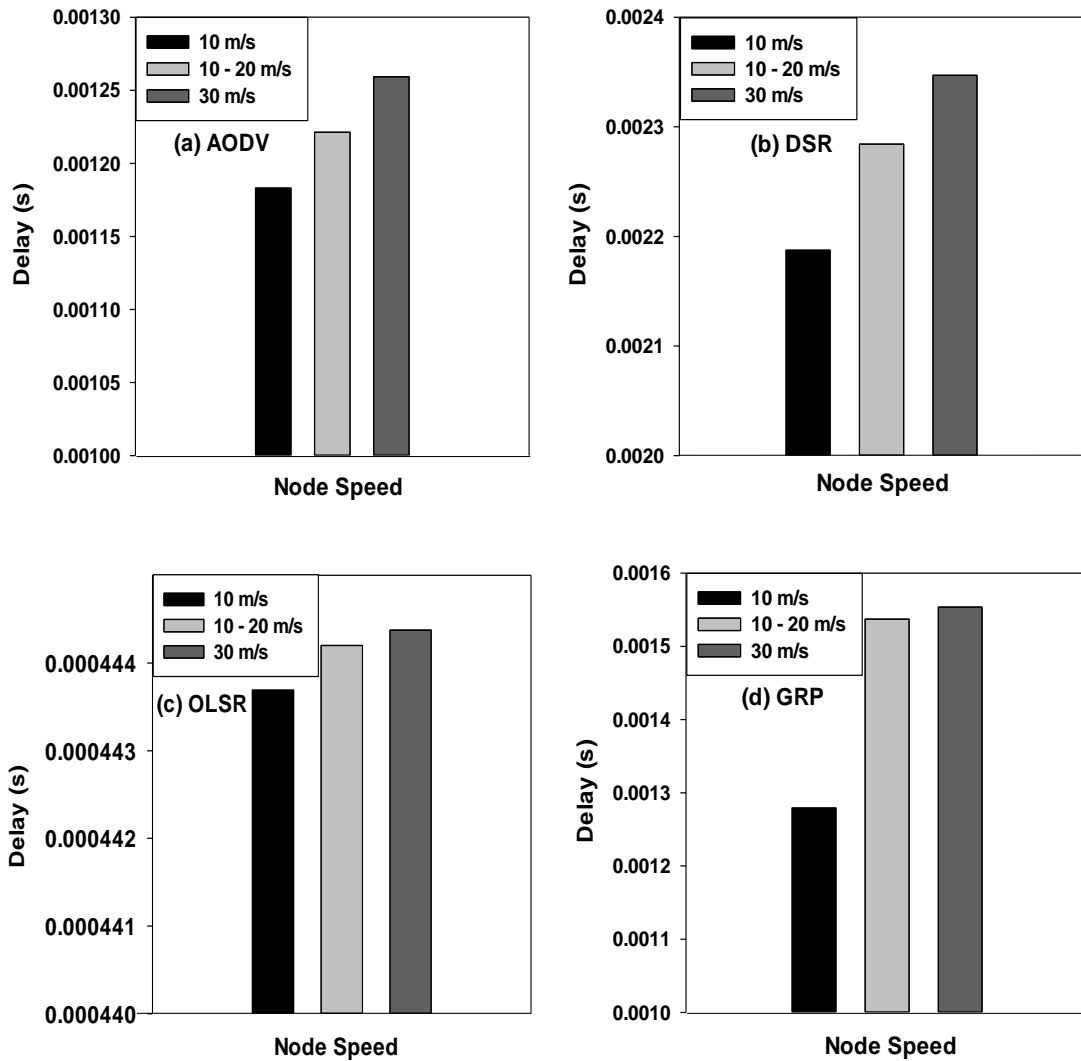 0.00130
0.00125
0.00120
0.00115
0.00110
0.00105
0.00100
Delay (s)
10 m/s
10 - 20 m/s
30 m/s
(a) AODV
Node Speed
0.0024
0.0023
0.0022
0.0021
0.0020
Delay (s)
10 m/s
10 - 20 m/s
30 m/s
(b) DSR
Node Speed
0.000444
0.000443
0.000442
0.000441
0.000440
Delay (s)
10 m/s
10 - 20 m/s
30 m/s
(c) OLSR
Node Speed
0.0016
0.0015
0.0014
0.0013
0.0012
0.0011
0.0010
Delay (s)
10 m/s
10 - 20 m/s
30 m/s
(d) GRP
Node Speed